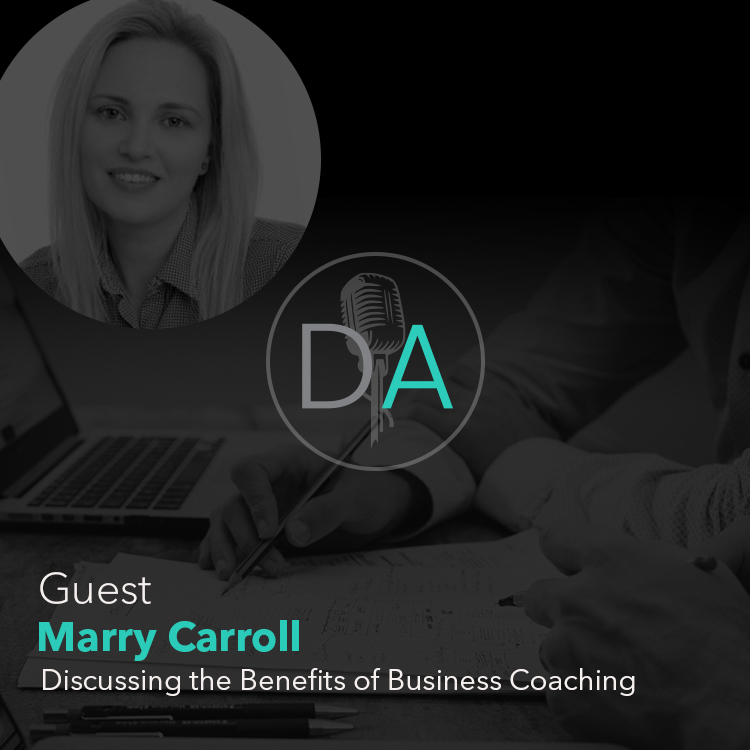 DA
Guest
Marry Carroll
Discussing the Benefits of Business Coaching